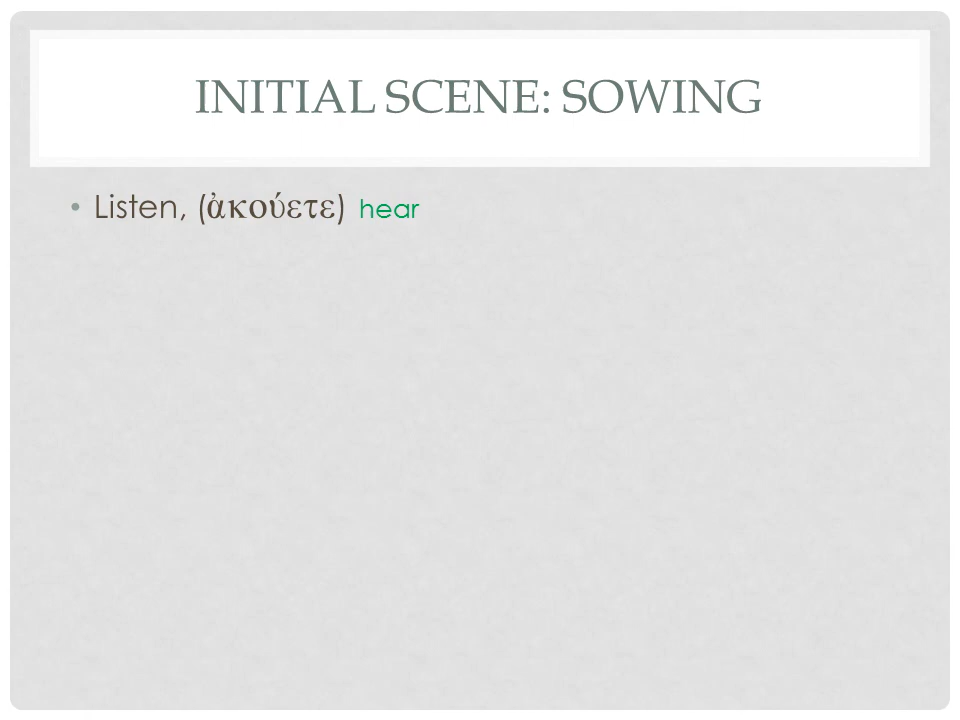 INITIAL SCENE: SOWING
• Listen, (ἀκούετε) hear